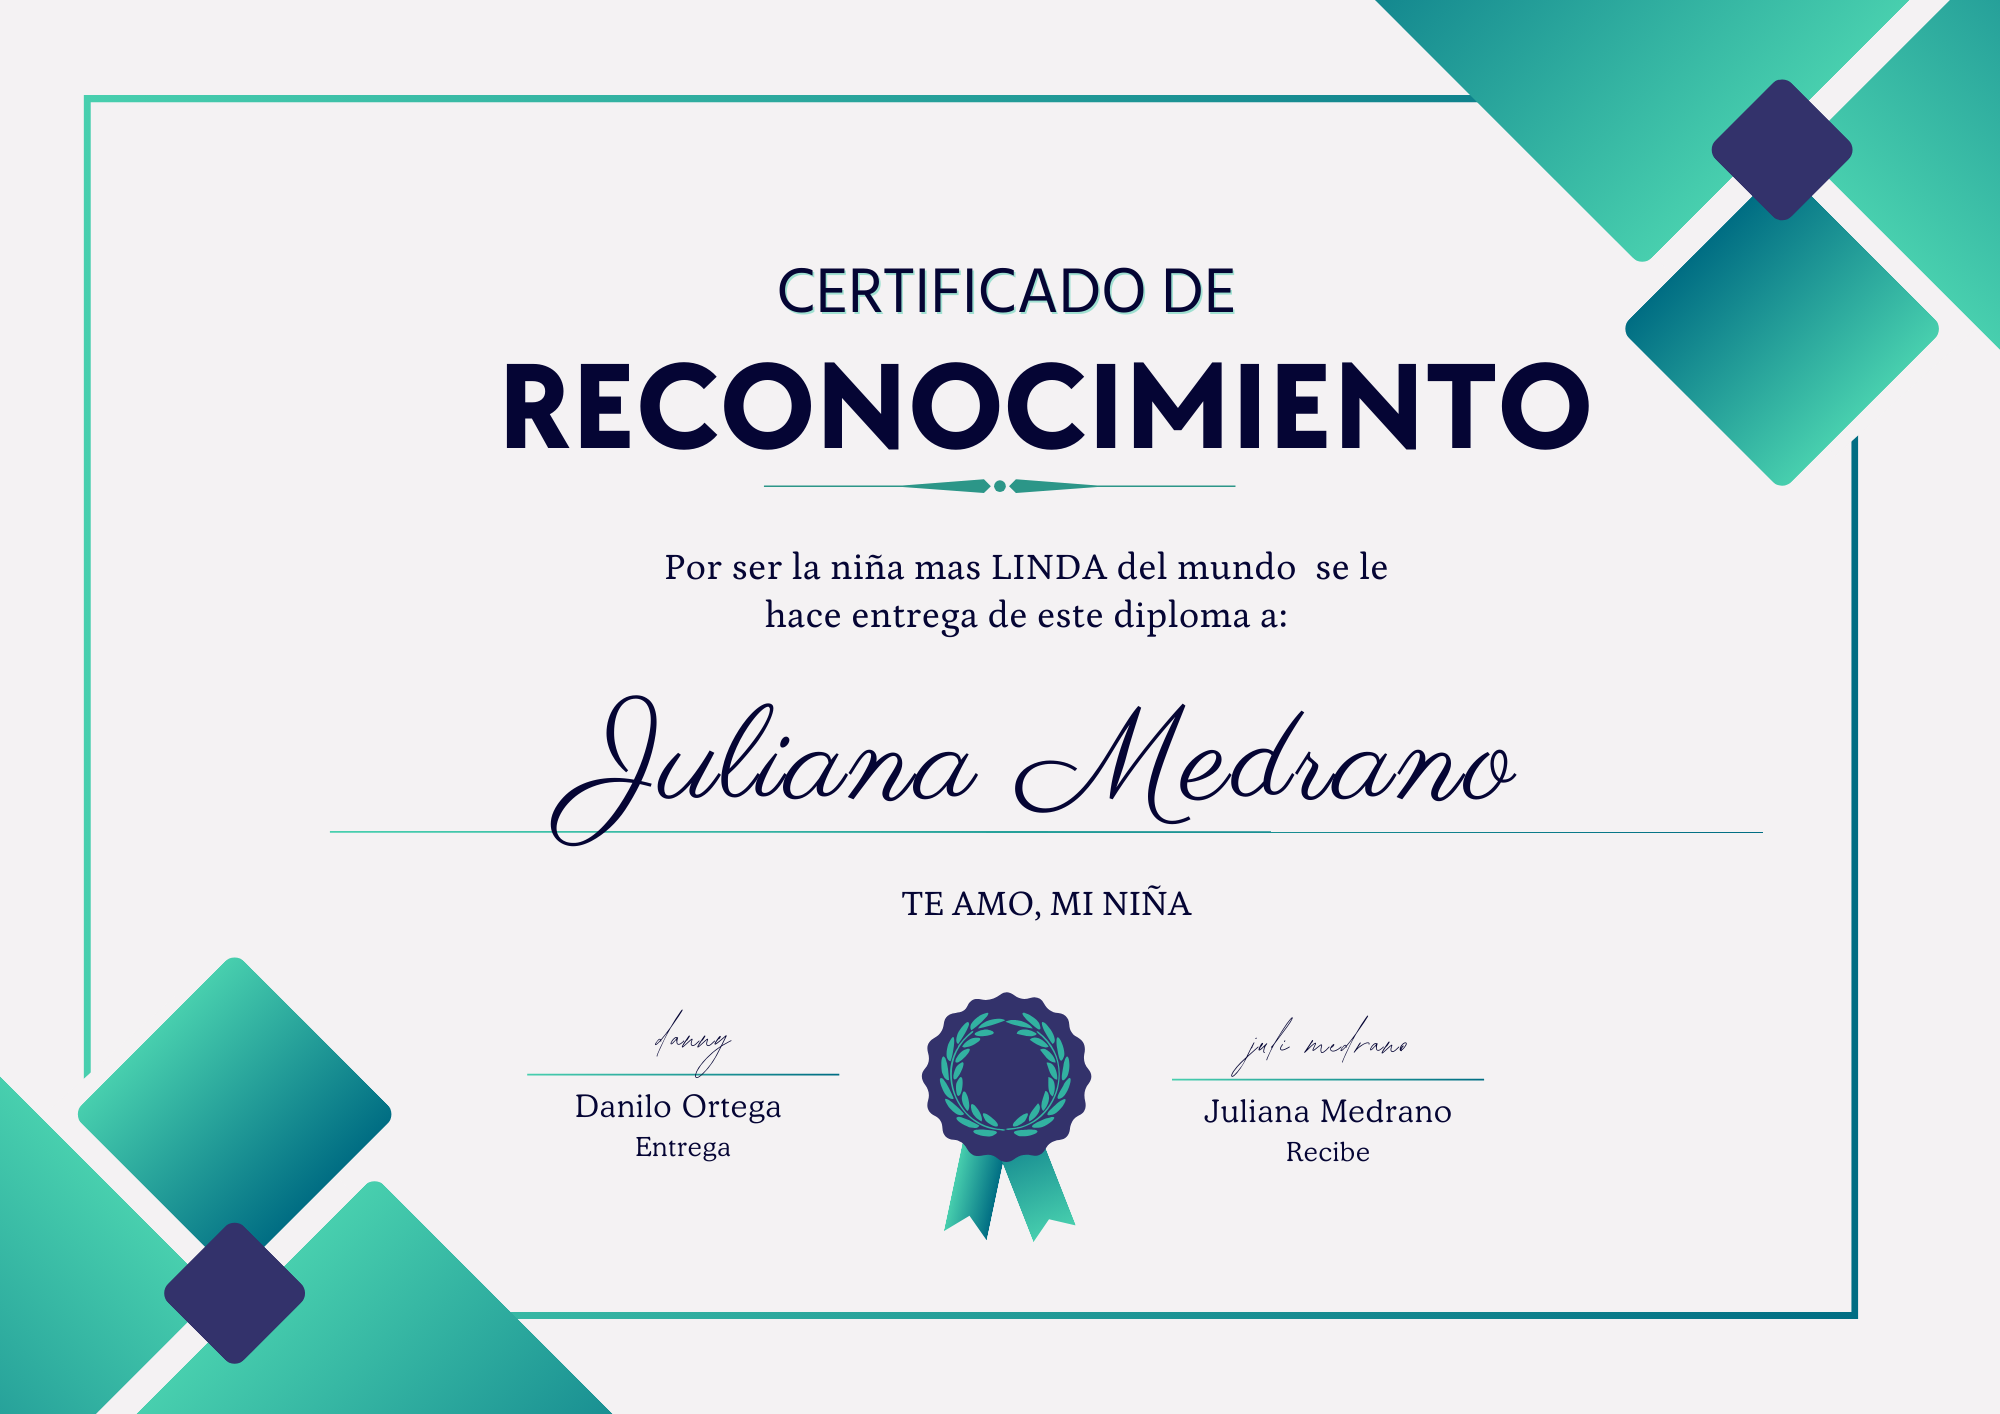 CERTIFICADO DE
RECONOCIMIENTO
Por ser la niña mas LINDA del mundo  se le
hace entrega de este diploma a:
Juliana Medrano
TE AMO, MI NIÑA
danny
Danilo Ortega
Entrega
juli medrano
Juliana Medrano
Recibe